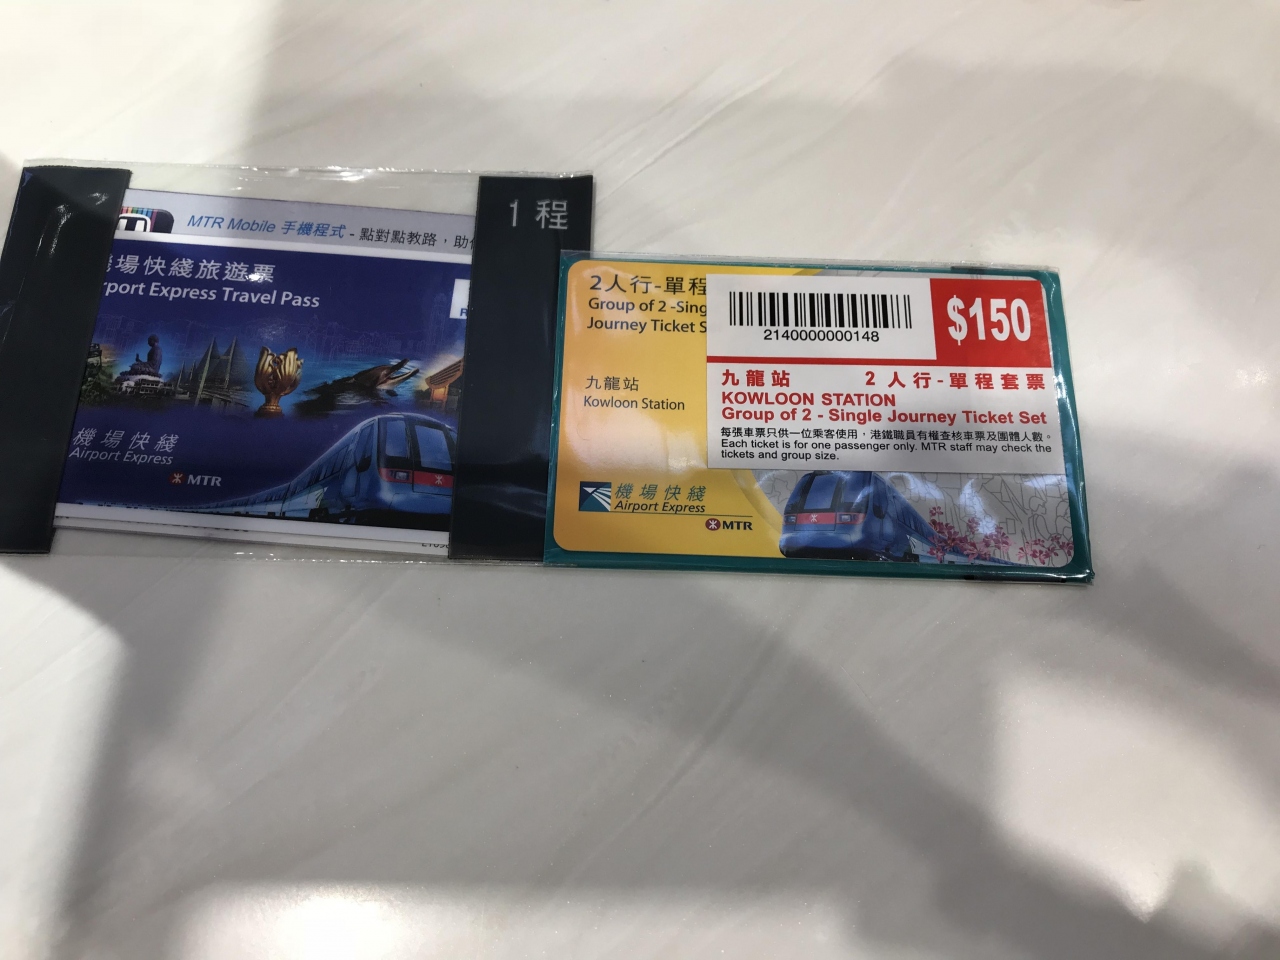 MTR Mobile 手機程式 - 點對點教路，助
場快綫旅遊票
Airport Express Travel Pass
機場快綫
Airport Express
MTR
1程
2人行-單程
Group of 2 -Sing
Journey Ticket S
九龍站
Kowloon Station
機場快綫
Airport Express
MTR
2140000000148
$150
九龍站 2人行-單程套票
KOWLOON STATION
Group of 2 - Single Journey Ticket Set
每張車票只供一位乘客使用，港鐵職員有權查核車票及團體人數。
Each ticket is for one passenger only. MTR staff may check the
tickets and group size.